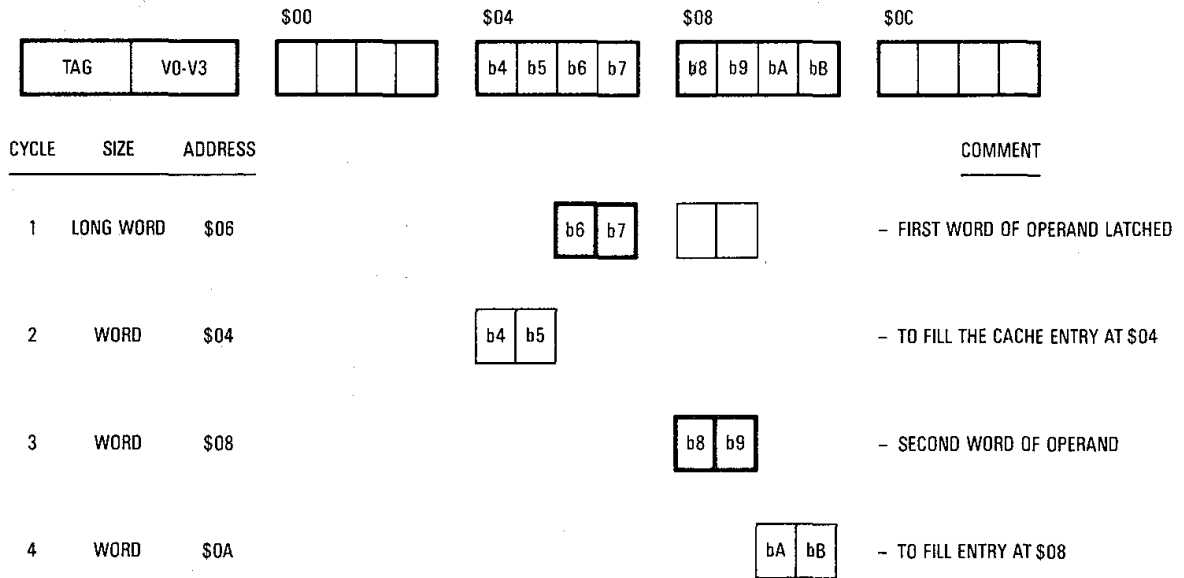 $00 $04 $08 $0C
TAG V0-V3 b4 b5 b6 b7 b8 b9 bA bB
CYCLE SIZE ADDRESS COMMENT
1 LONG WORD $06 b6 b7 – FIRST WORD OF OPERAND LATCHED
2 WORD $04 b4 b5 – TO FILL THE CACHE ENTRY AT $04
3 WORD $08 b8 b9 – SECOND WORD OF OPERAND
4 WORD $0A bA bB – TO FILL ENTRY AT $08